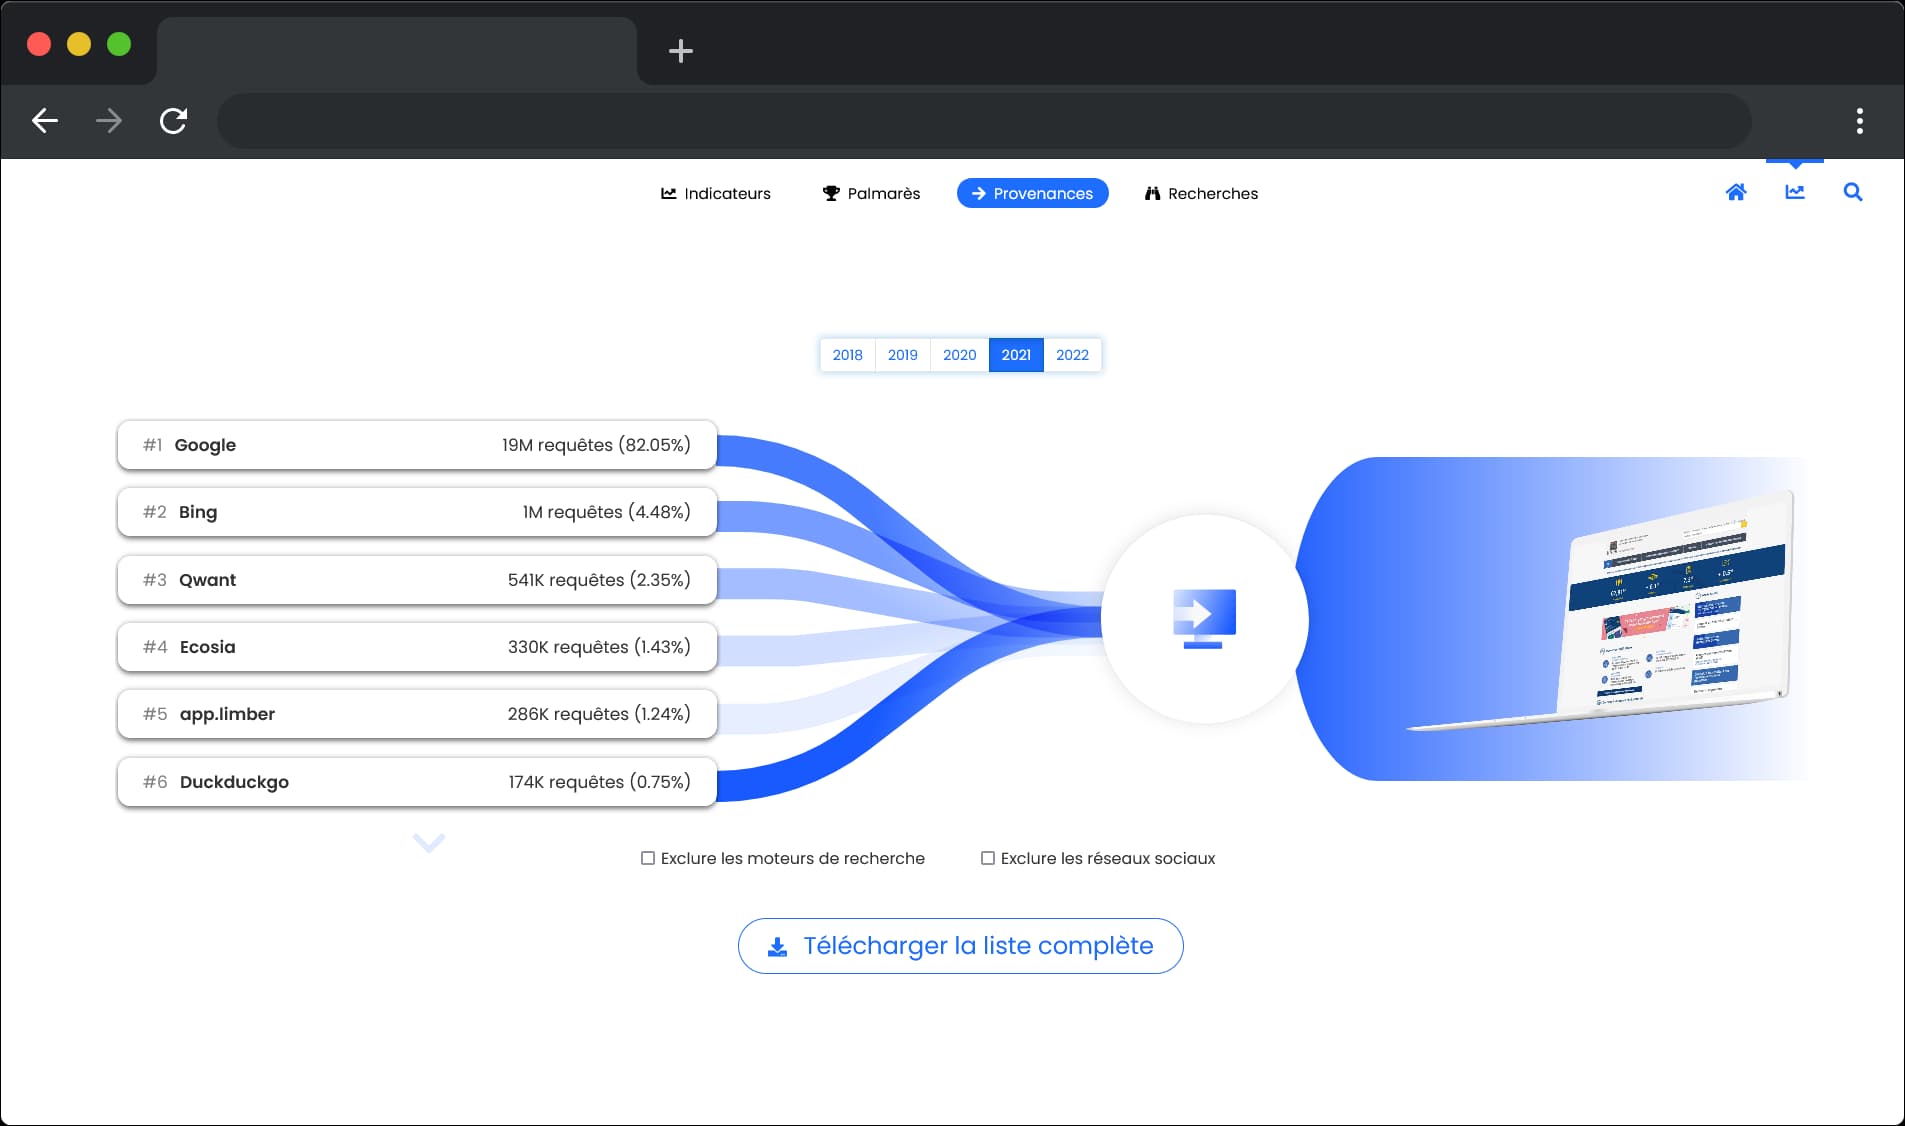 Indicateurs
Palmarès
Provenances
Recherches
2018
2019
2020
2021
2022
#1 Google 19M requêtes (82.05%)
#2 Bing 1M requêtes (4.48%)
#3 Qwant 541K requêtes (2.35%)
#4 Ecosia 330K requêtes (1.43%)
#5 app.limber 286K requêtes (1.24%)
#6 Duckduckgo 174K requêtes (0.75%)
Exclure les moteurs de recherche
Exclure les réseaux sociaux
Télécharger la liste complète